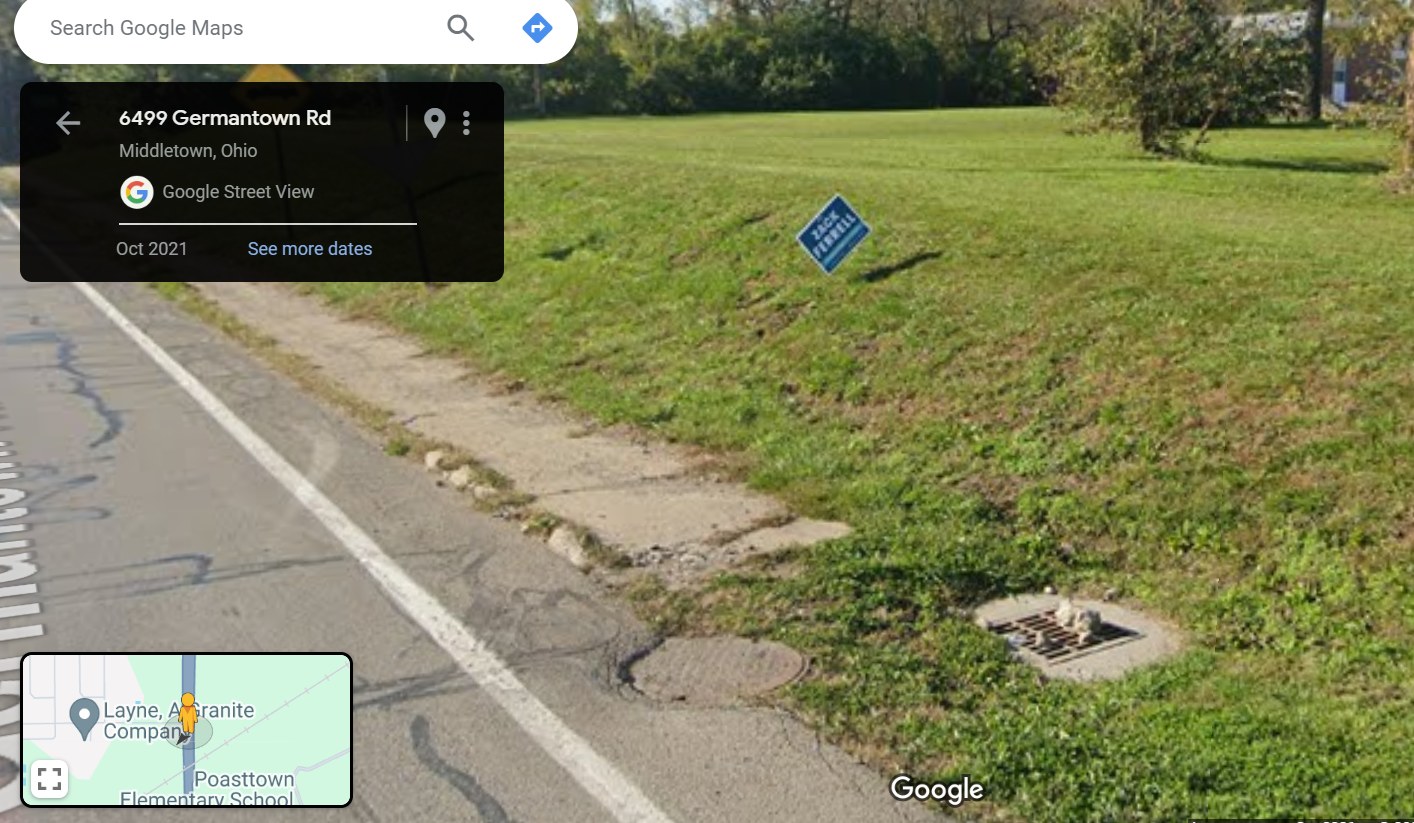 Search Google Maps
6499 Germantown Rd
Middletown, Ohio
Google Street View
Oct 2021
See more dates
ZACK
FERRELL
Layne, A Granite
Company
Poasttown
Elementary School
Google